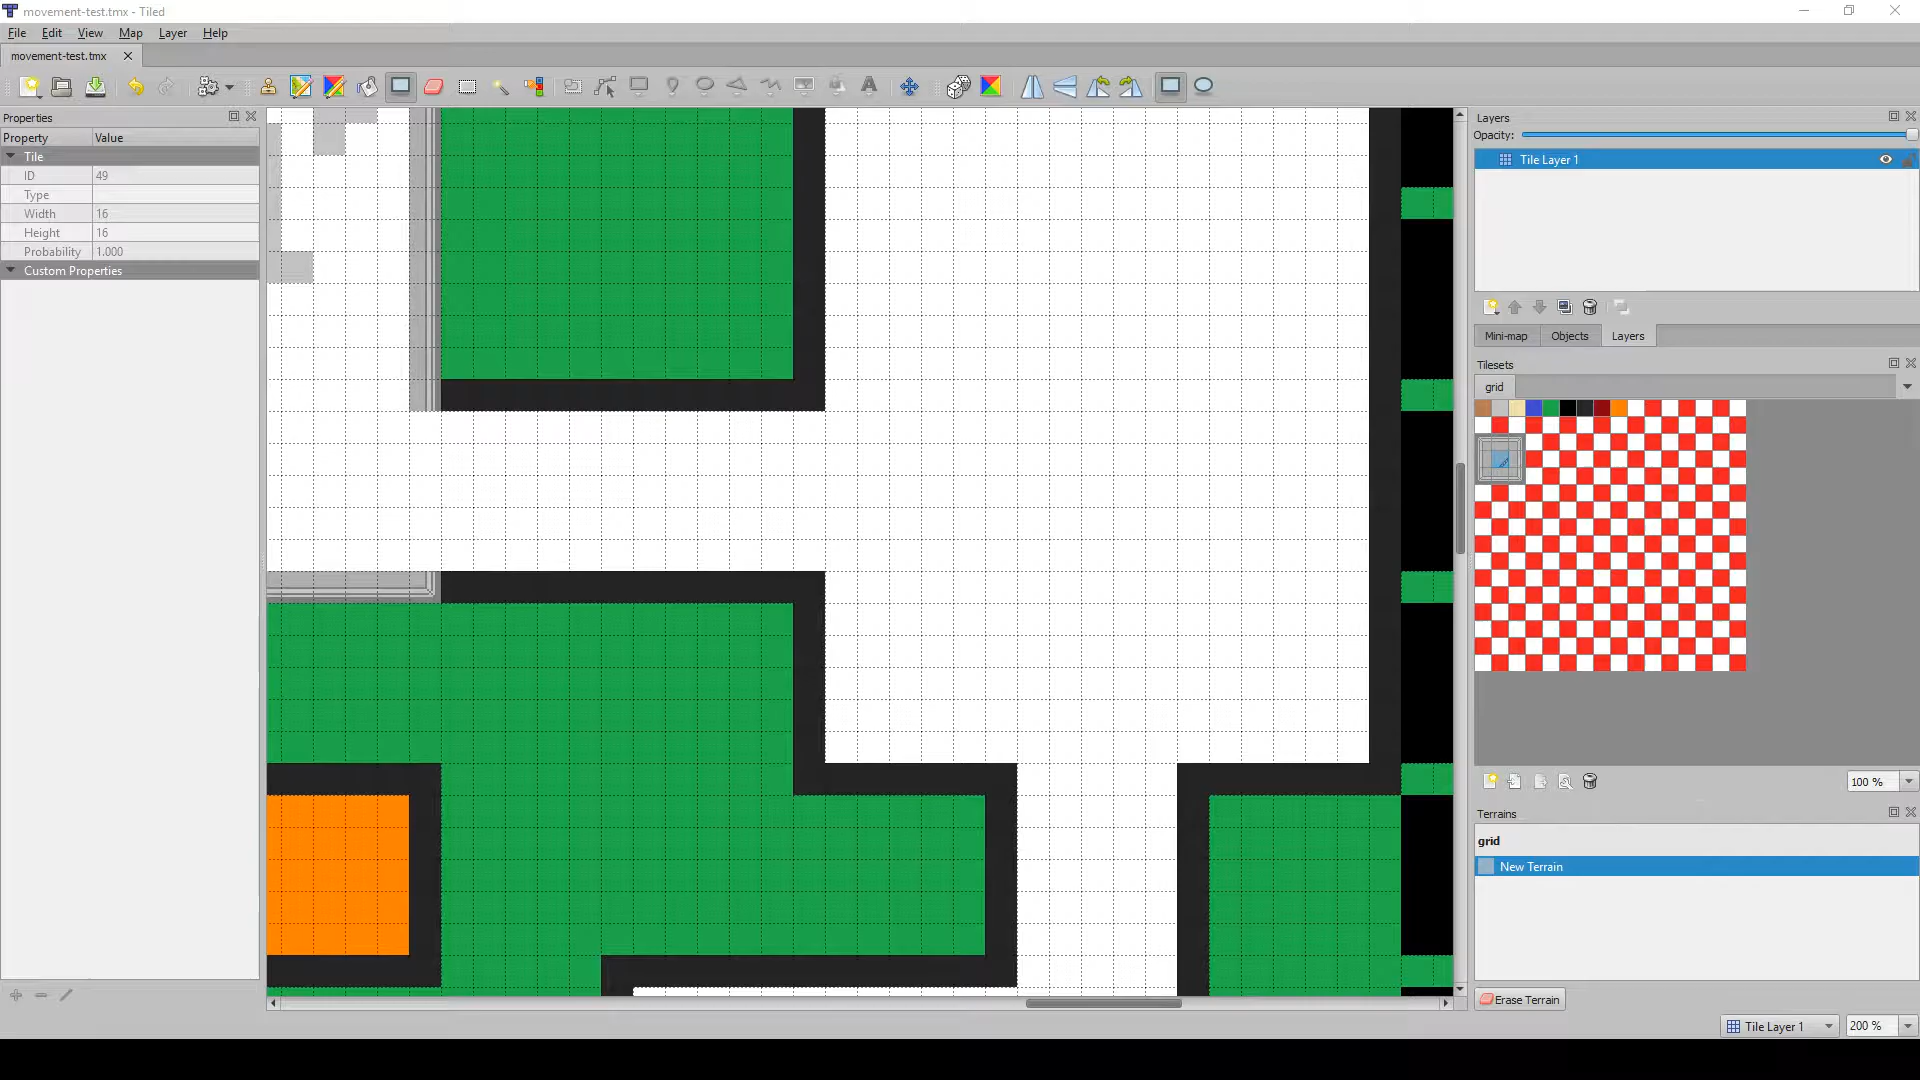 movement-test.tmx - Tiled
File Edit View Map Layer Help
movement-test.tmx
Properties
Property Value
Tile
ID 49
Type
Width 16
Height 16
Probability 1.000
Custom Properties
Layers
Opacity:
Tile Layer 1
Mini-map Objects Layers
Tilesets
grid
100 %
Terrains
grid
New Terrain
Erase Terrain
Tile Layer 1 200 %